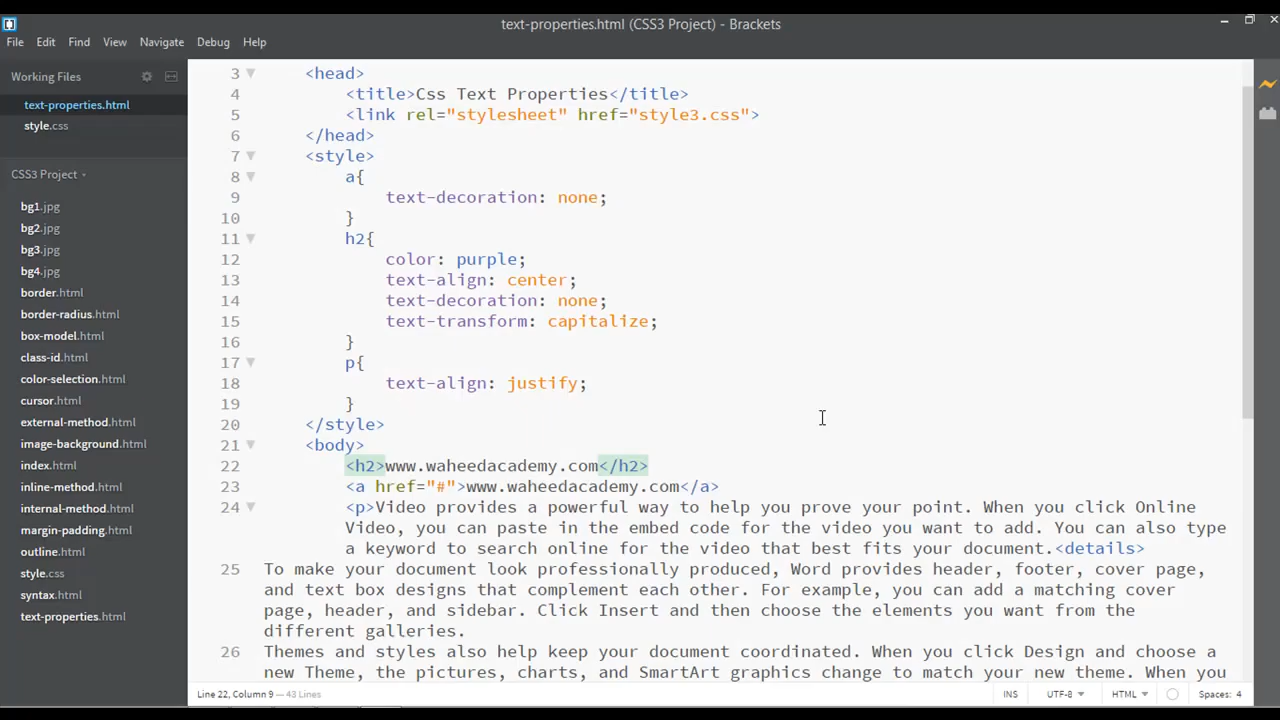 text-properties.html (CSS3 Project) - Brackets
File Edit Find View Navigate Debug Help
Working Files
text-properties.html
style.css
CSS3 Project
bg1.jpg
bg2.jpg
bg3.jpg
bg4.jpg
border.html
border-radius.html
box-model.html
class-id.html
color-selection.html
cursor.html
external-method.html
image-background.html
index.html
inline-method.html
internal-method.html
margin-padding.html
outline.html
style.css
syntax.html
text-properties.html
3 <head>
4 <title>Css Text Properties</title>
5 <link rel="stylesheet" href="style3.css">
6 </head>
7 <style>
8 a{
9 text-decoration: none;
10 }
11 h2{
12 color: purple;
13 text-align: center;
14 text-decoration: none;
15 text-transform: capitalize;
16 }
17 p{
18 text-align: justify;
19 }
20 </style>
21 <body>
22 <h2>www.waheedacademy.com</h2>
23 <a href="#">www.waheedacademy.com</a>
24 <p>Video provides a powerful way to help you prove your point. When you click Online
Video, you can paste in the embed code for the video you want to add. You can also type
a keyword to search online for the video that best fits your document.<details>
25 To make your document look professionally produced, Word provides header, footer, cover page,
and text box designs that complement each other. For example, you can add a matching cover
page, header, and sidebar. Click Insert and then choose the elements you want from the
different galleries.
26 Themes and styles also help keep your document coordinated. When you click Design and choose a
new Theme, the pictures, charts, and SmartArt graphics change to match your new theme. When you
Line 22, Column 9 — 43 Lines
INS UTF-8 HTML Spaces: 4